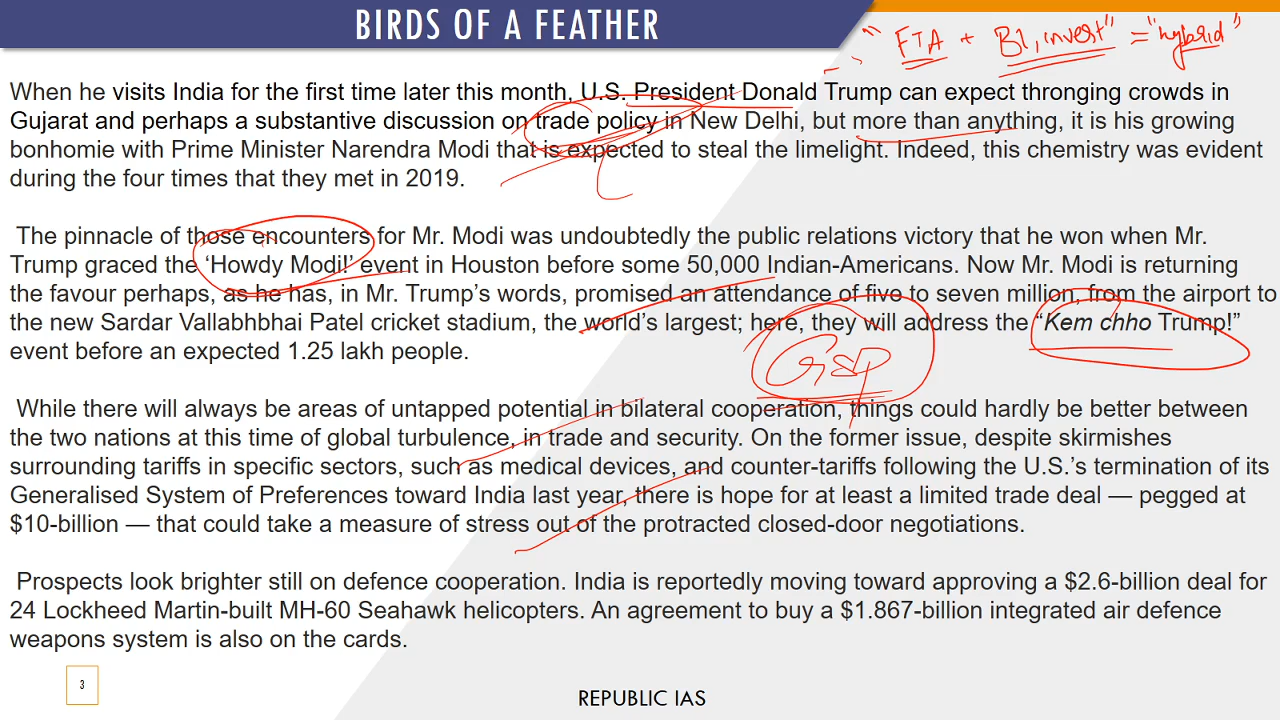 BIRDS OF A FEATHER
" FTA + BI, invest" = "hybrid"
When he visits India for the first time later this month, U.S. President Donald Trump can expect thronging crowds in
Gujarat and perhaps a substantive discussion on trade policy in New Delhi, but more than anything, it is his growing
bonhomie with Prime Minister Narendra Modi that is expected to steal the limelight. Indeed, this chemistry was evident
during the four times that they met in 2019.
The pinnacle of those encounters for Mr. Modi was undoubtedly the public relations victory that he won when Mr.
Trump graced the ‘Howdy Modi!’ event in Houston before some 50,000 Indian-Americans. Now Mr. Modi is returning
the favour perhaps, as he has, in Mr. Trump’s words, promised an attendance of five to seven million, from the airport to
the new Sardar Vallabhbhai Patel cricket stadium, the world’s largest; here, they will address the “Kem chho Trump!”
event before an expected 1.25 lakh people.
GSP
While there will always be areas of untapped potential in bilateral cooperation, things could hardly be better between
the two nations at this time of global turbulence, in trade and security. On the former issue, despite skirmishes
surrounding tariffs in specific sectors, such as medical devices, and counter-tariffs following the U.S.’s termination of its
Generalised System of Preferences toward India last year, there is hope for at least a limited trade deal — pegged at
$10-billion — that could take a measure of stress out of the protracted closed-door negotiations.
Prospects look brighter still on defence cooperation. India is reportedly moving toward approving a $2.6-billion deal for
24 Lockheed Martin-built MH-60 Seahawk helicopters. An agreement to buy a $1.867-billion integrated air defence
weapons system is also on the cards.
3
REPUBLIC IAS